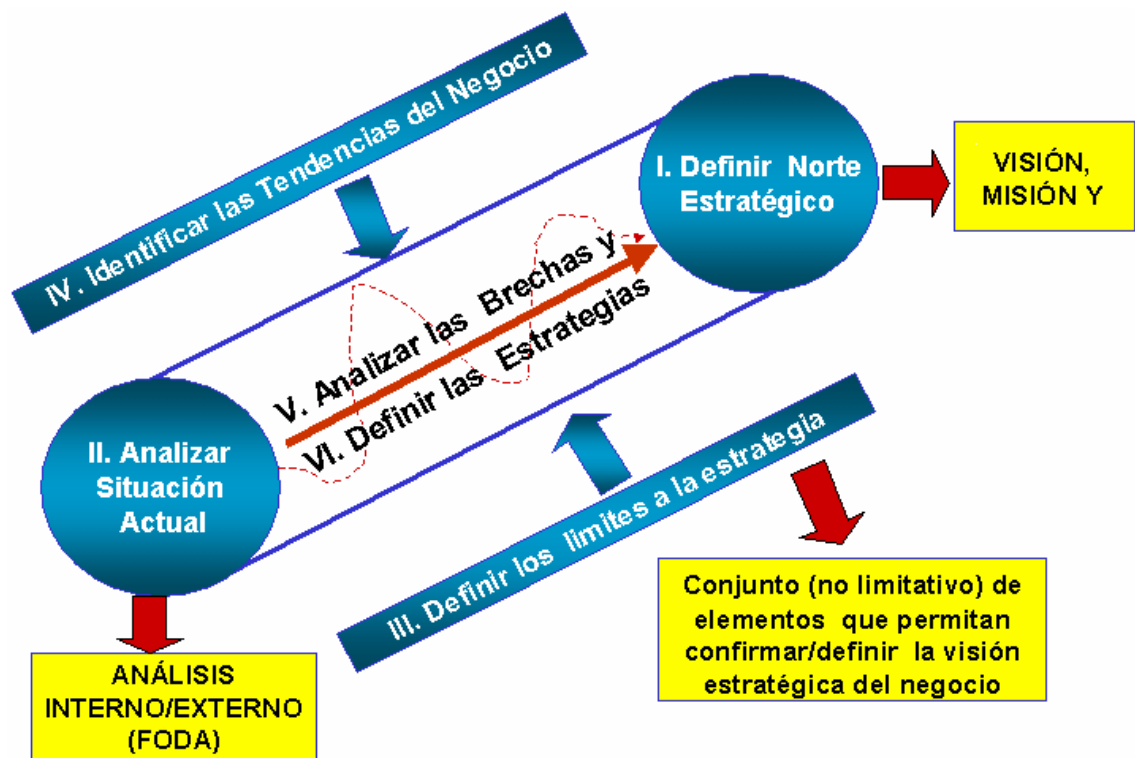 IV. Identificar las Tendencias del Negocio
I. Definir Norte
Estratégico
VISIÓN,
MISIÓN Y
V. Analizar las Brechas y
VI. Definir las Estrategias
II. Analizar
Situación
Actual
III. Definir los limites a la estrategia
Conjunto (no limitativo) de
elementos que permitan
confirmar/definir la visión
estratégica del negocio
ANÁLISIS
INTERNO/EXTERNO
(FODA)